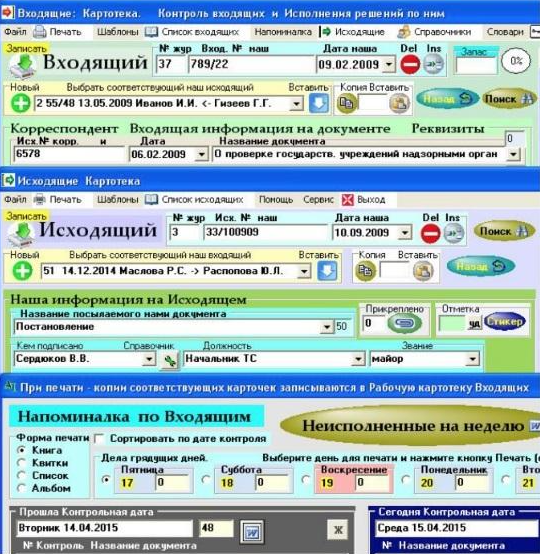 Входящие: Картотека. Контроль входящих и Исполнения решений по ним
Файл Печать Шаблоны Список входящих Напоминалка Исходящие Справочники Словари
Записать Входящий № жур Вход. № наш Дата наша Del Ins Запас
37 789/22 09.02.2009 0%
Новый Выбрать соответствующий наш исходящий Вставить Копия Вставить
2 55/48 13.05.2009 Иванов И.И. <- Гизеев Г.Г. Назад Поиск
Корреспондент Входящая информация на документе Реквизиты
Исх.№ корр. и Дата Название документа 0
6578 06.02.2009 О проверке государств. учреждений надзорными орган
Исходящие Картотека
Файл Печать Шаблоны Список исходящих Помощь Сервис Выход
Записать Исходящий № жур Исх. № наш Дата наша Del Ins
3 33/100909 10.09.2009 Поиск
Новый Выбрать соответствующий наш входящий Вставить Копия Вставить
51 14.12.2014 Маслова Р.С. -> Распопова Ю.Л. Назад
Наша информация на Исходящем
Название посылаемого нами документа Прикреплено Отметка
Постановление 50 0 уд Стикер
Кем подписано Справочник Должность Звание
Сердюков В.В. Начальник ТС майор
При печати - копии соответствующих карточек записываются в Рабочую картотеку Входящих
Напоминалка по Входящим
Неисполненные на неделю
Форма печати Сортировать по дате контроля
Книга
Квитки
Список
Альбом
Дела грядущих дней. Выберите день для печати и нажмите кнопку Печать
Пятница Суббота Воскресение Понедельник
17 0 18 0 19 0 20 0 21
Прошла Контрольная дата Сегодня Контрольная дата
Вторник 14.04.2015 48 Ж Среда 15.04.2015
№ Контроль Название документа № Название документа